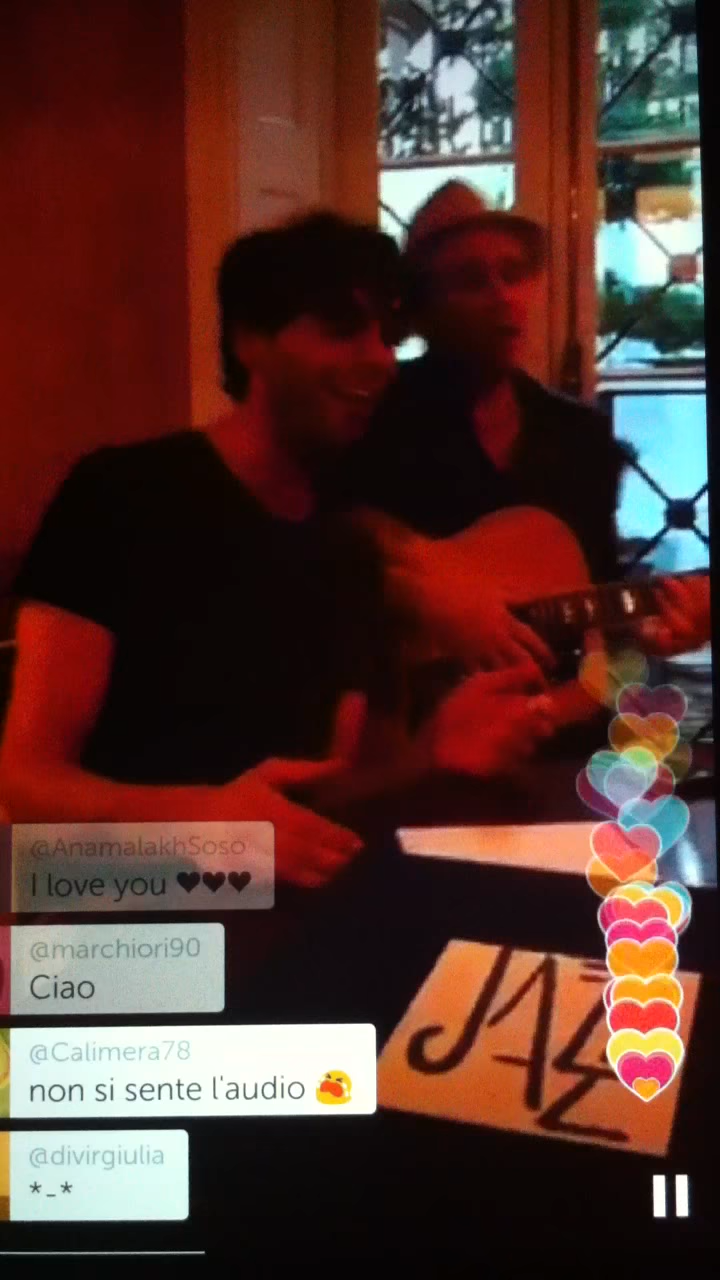 @AnamalakhSoso
I love you ♥♥♥
@marchiori90
Ciao
@Calimera78
non si sente l'audio 😭
@divirgiulia
*_*
JAZZ